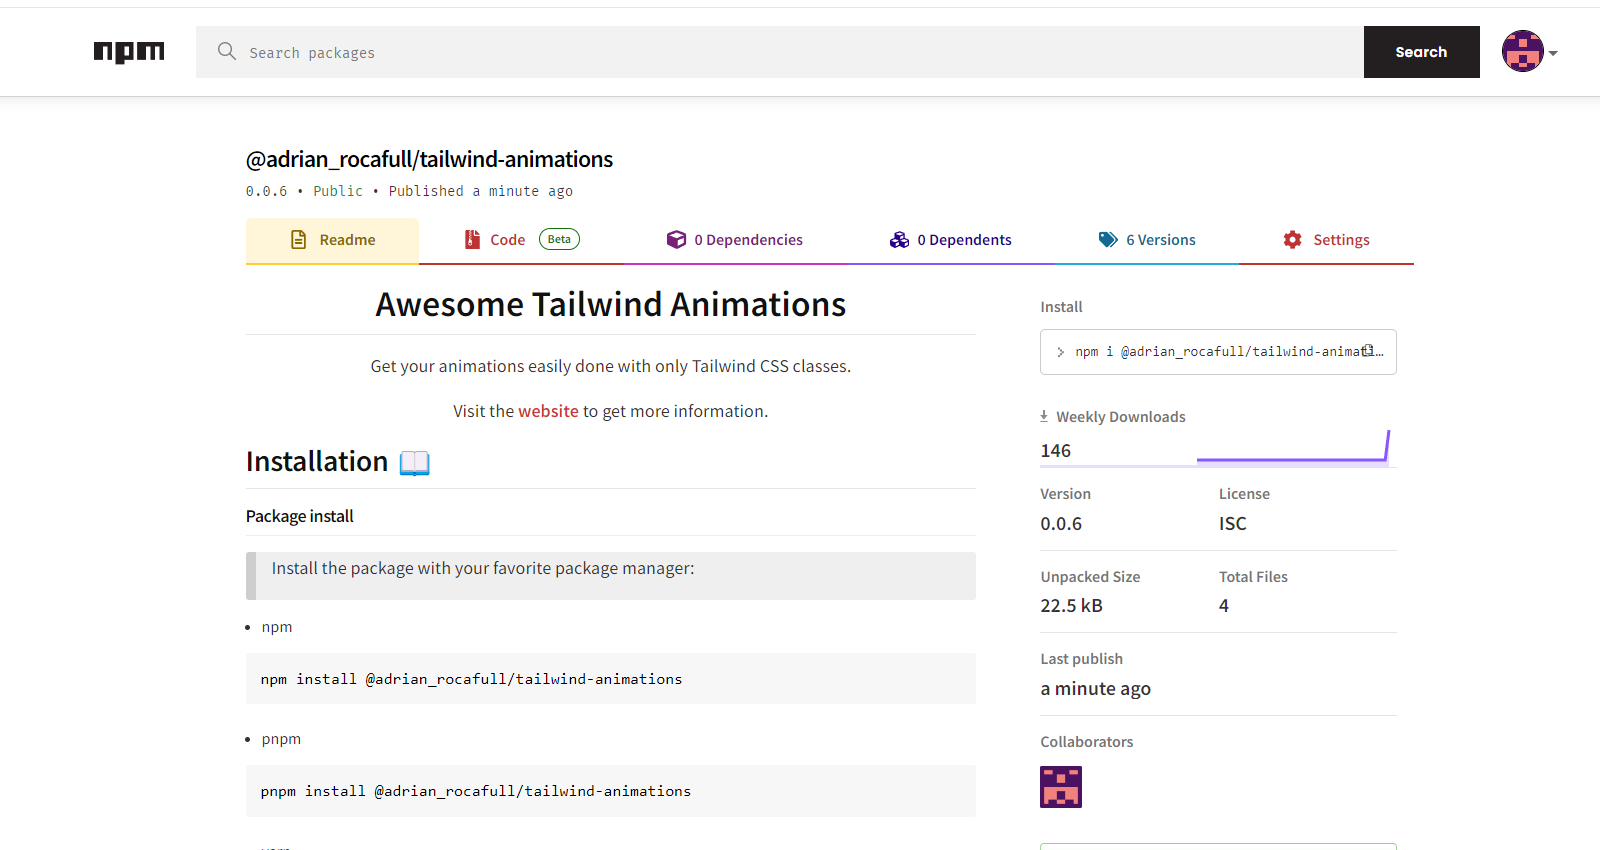 npm
Search packages
Search
@adrian_rocafull/tailwind-animations
0.0.6 • Public • Published a minute ago
Readme
Code Beta
0 Dependencies
0 Dependents
6 Versions
Settings
Awesome Tailwind Animations
Get your animations easily done with only Tailwind CSS classes.
Visit the website to get more information.
Installation
Package install
Install the package with your favorite package manager:
• npm
npm install @adrian_rocafull/tailwind-animations
• pnpm
pnpm install @adrian_rocafull/tailwind-animations
Install
> npm i @adrian_rocafull/tailwind-animati…
Weekly Downloads
146
Version
0.0.6
License
ISC
Unpacked Size
22.5 kB
Total Files
4
Last publish
a minute ago
Collaborators